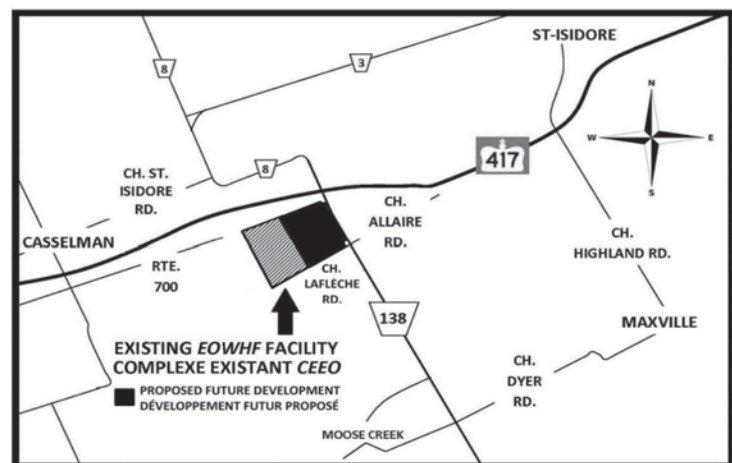 8
3
ST-ISIDORE
N
W
E
S
417
CH. ST.
ISIDORE
RD.
8
CH.
ALLAIRE
RD.
CASSELMAN
RTE.
700
CH.
LAFLÈCHE
RD.
CH.
HIGHLAND RD.
138
MAXVILLE
EXISTING EOWHF FACILITY
COMPLEXE EXISTANT CEEO
PROPOSED FUTURE DEVELOPMENT
DÉVELOPPEMENT FUTUR PROPOSÉ
CH.
DYER
RD.
MOOSE CREEK